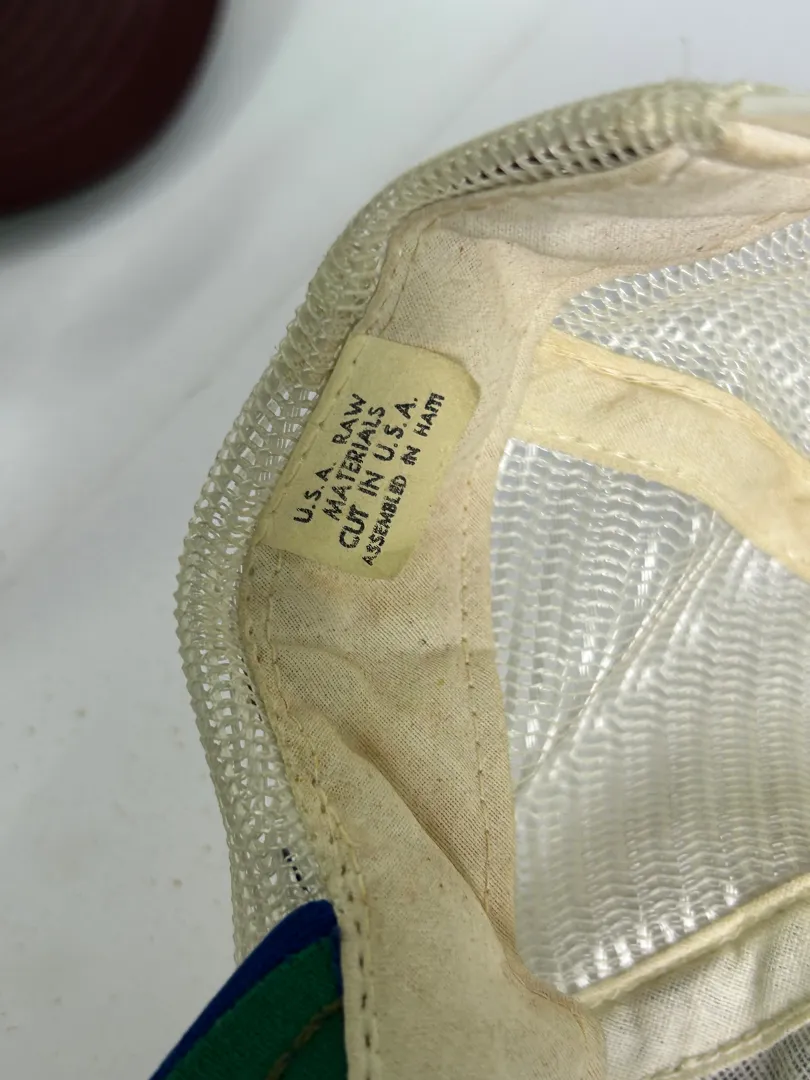 U.S.A. RAW
MATERIALS
CUT IN U.S.A.
ASSEMBLED IN HAITI